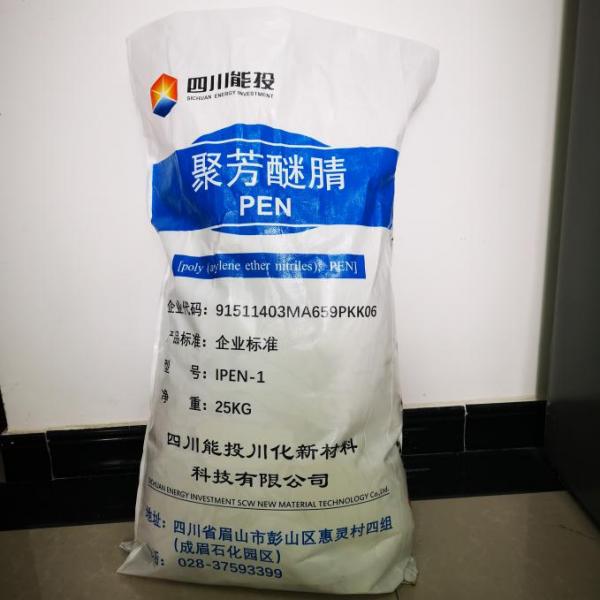 四川能投
SICHUAN ENERGY INVESTMENT
聚芳醚腈
PEN
[poly (arylene ether nitriles); PEN]
企业代码：91511403MA659PKK06
产品标准：企业标准
型 号：IPEN-1
净 重：25KG
四川能投川化新材料
科技有限公司
SICHUAN ENERGY INVESTMENT SCW NEW MATERIAL TECHNOLOGY Co.,Ltd.
地址：四川省眉山市彭山区惠灵村四组
(成眉石化园区)
028-37593399